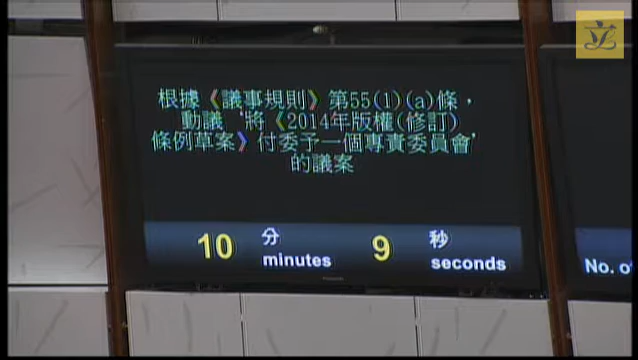 根據《議事規則》第55(1)(a)條，
動議‘將《2014年版權(修訂)
條例草案》付委予一個專責委員會’
的議案
10 分 minutes 9 秒 seconds
No. of
立